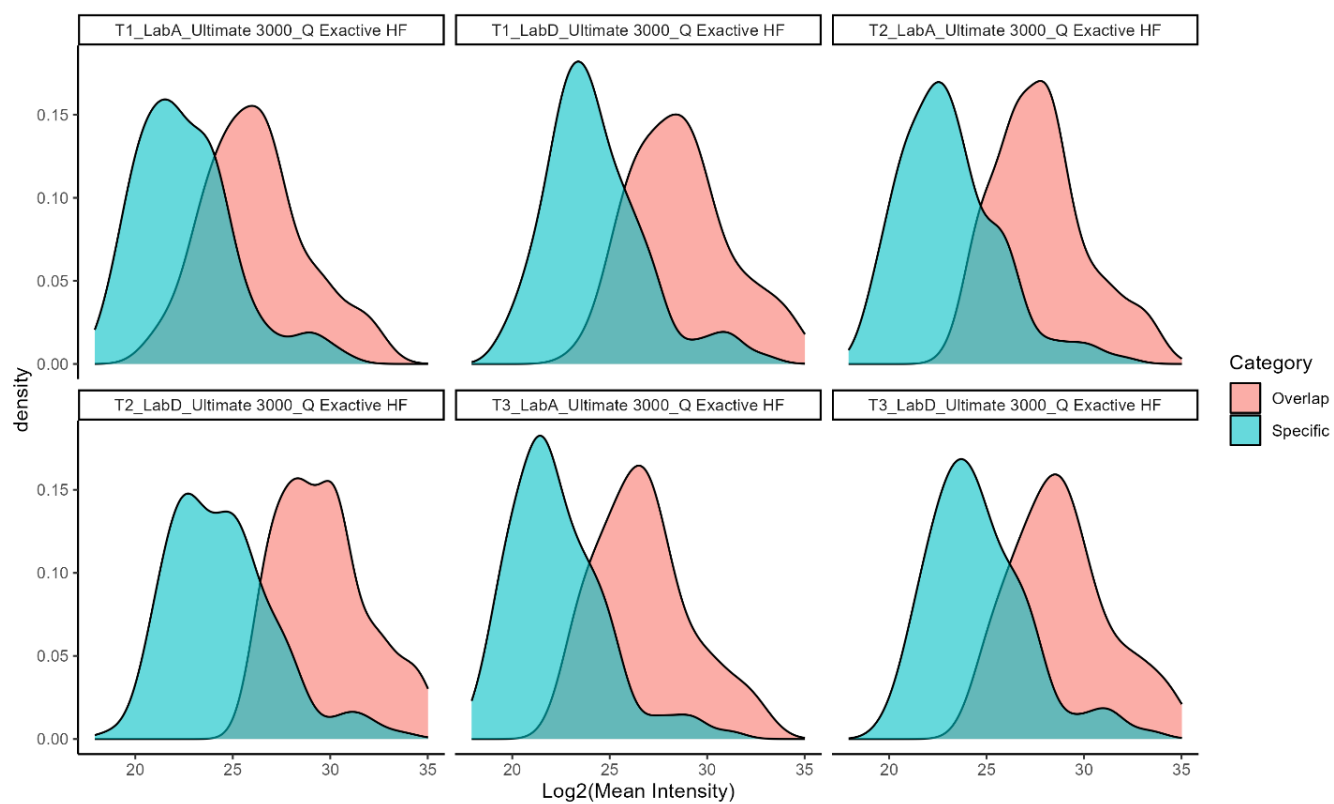 T1_LabA_Ultimate 3000_Q Exactive HF
T1_LabD_Ultimate 3000_Q Exactive HF
T2_LabA_Ultimate 3000_Q Exactive HF
0.15
0.10
0.05
0.00
T2_LabD_Ultimate 3000_Q Exactive HF
T3_LabA_Ultimate 3000_Q Exactive HF
T3_LabD_Ultimate 3000_Q Exactive HF
0.15
0.10
0.05
0.00
20 25 30 35
20 25 30 35
20 25 30 35
Log2(Mean Intensity)
density
Category
Overlap
Specific